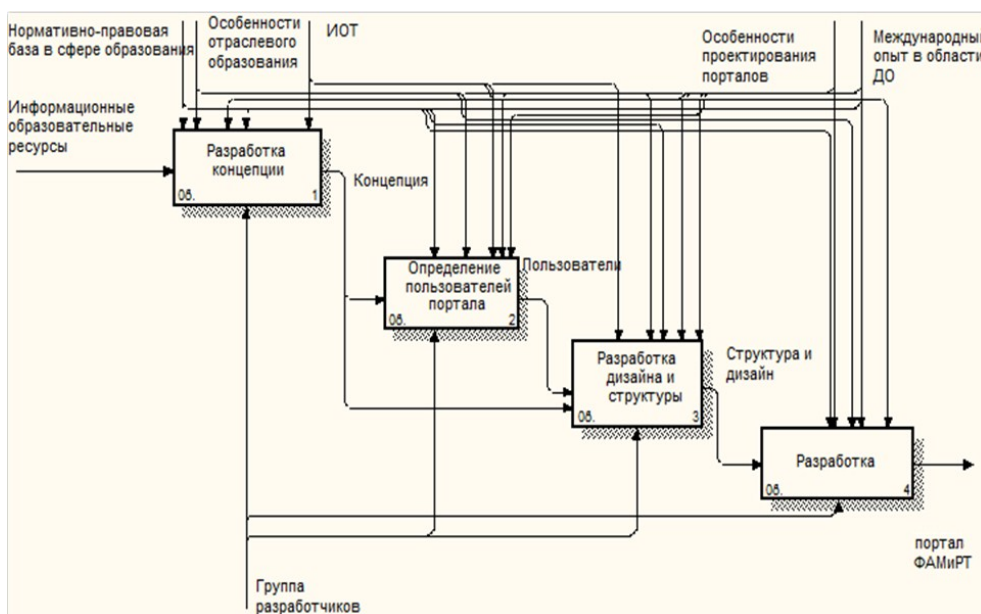 Нормативно-правовая
база в сфере образования
Особенности
отраслевого
образования
ИОТ
Особенности
проектирования
порталов
Международны
опыт в области
ДО
Информационные
образовательные
ресурсы
Разработка
концепции
0б. 1
Концепция
Определение
пользователей
портала
0б. 2
Пользователи
Разработка
дизайна и
структуры
0б. 3
Структура и
дизайн
Разработка
0б. 4
портал
ФАМиРТ
Группа
разработчиков